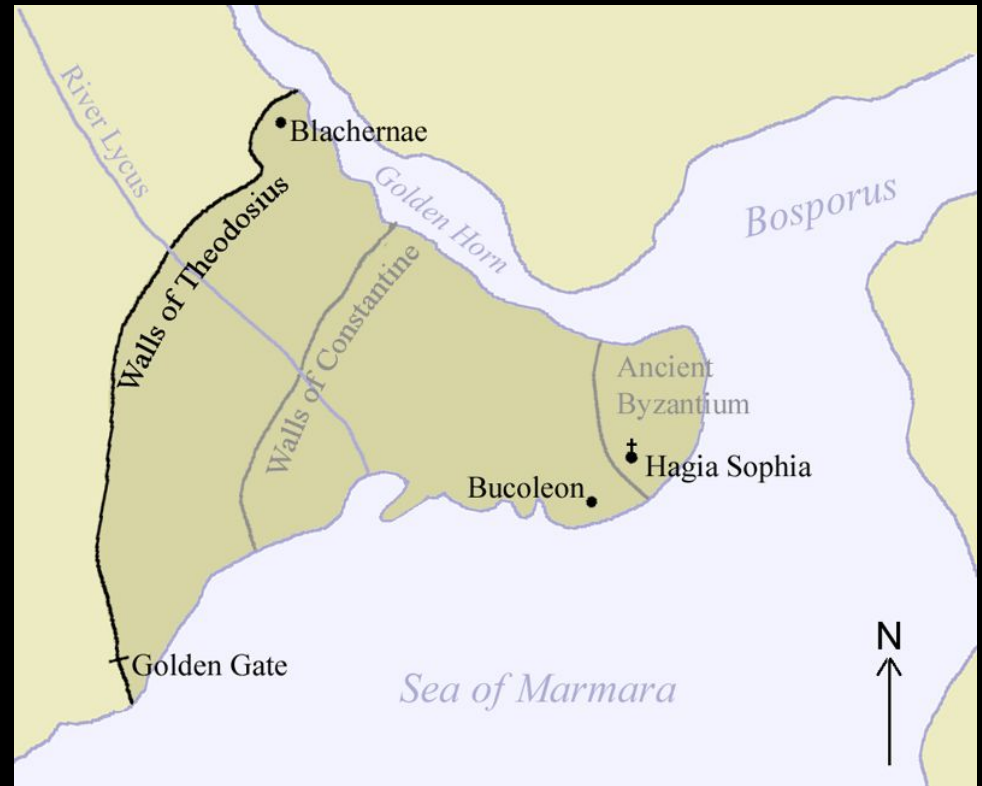 River Lycus
Blachernae
Golden Horn
Bosporus
Walls of Theodosius
Walls of Constantine
Ancient
Byzantium
Hagia Sophia
Bucoleon
N
Golden Gate
Sea of Marmara